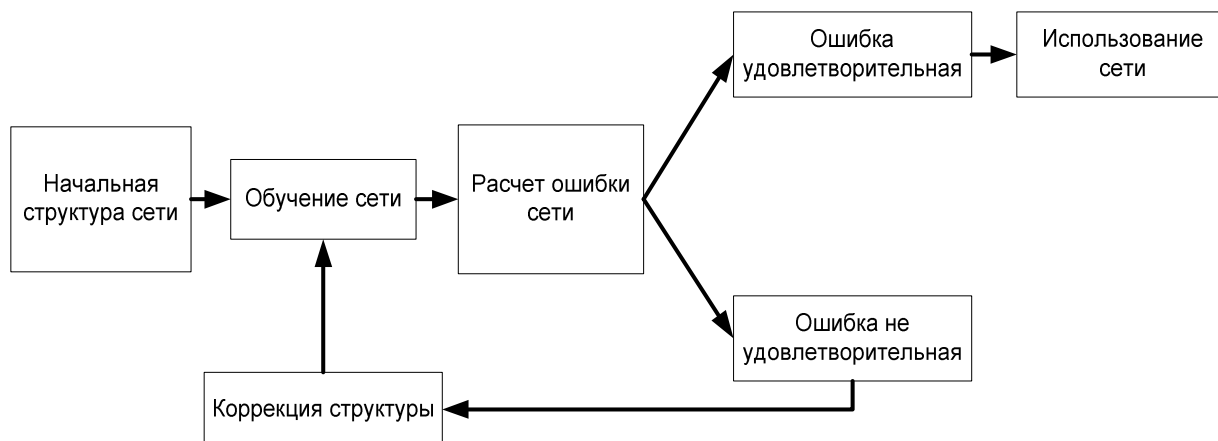 Начальная
структура сети
Обучение сети
Расчет ошибки
сети
Ошибка
удовлетворительная
Использование
сети
Ошибка не
удовлетворительная
Коррекция структуры